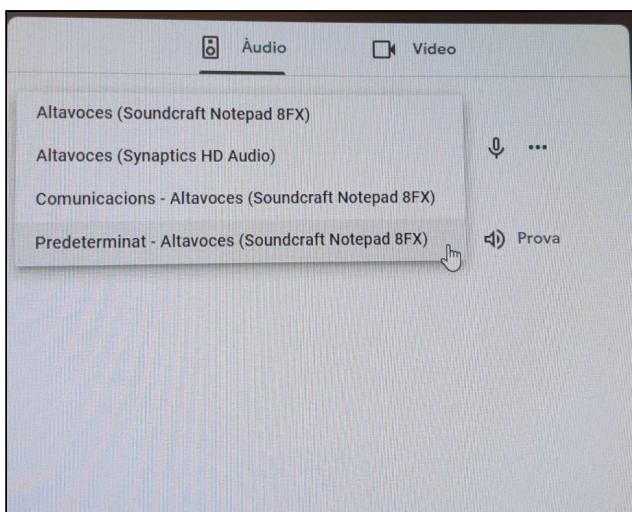 Àudio
Vídeo
Altavoces (Soundcraft Notepad 8FX)
Altavoces (Synaptics HD Audio)
Comunicacions - Altavoces (Soundcraft Notepad 8FX)
Predeterminat - Altavoces (Soundcraft Notepad 8FX)
Prova